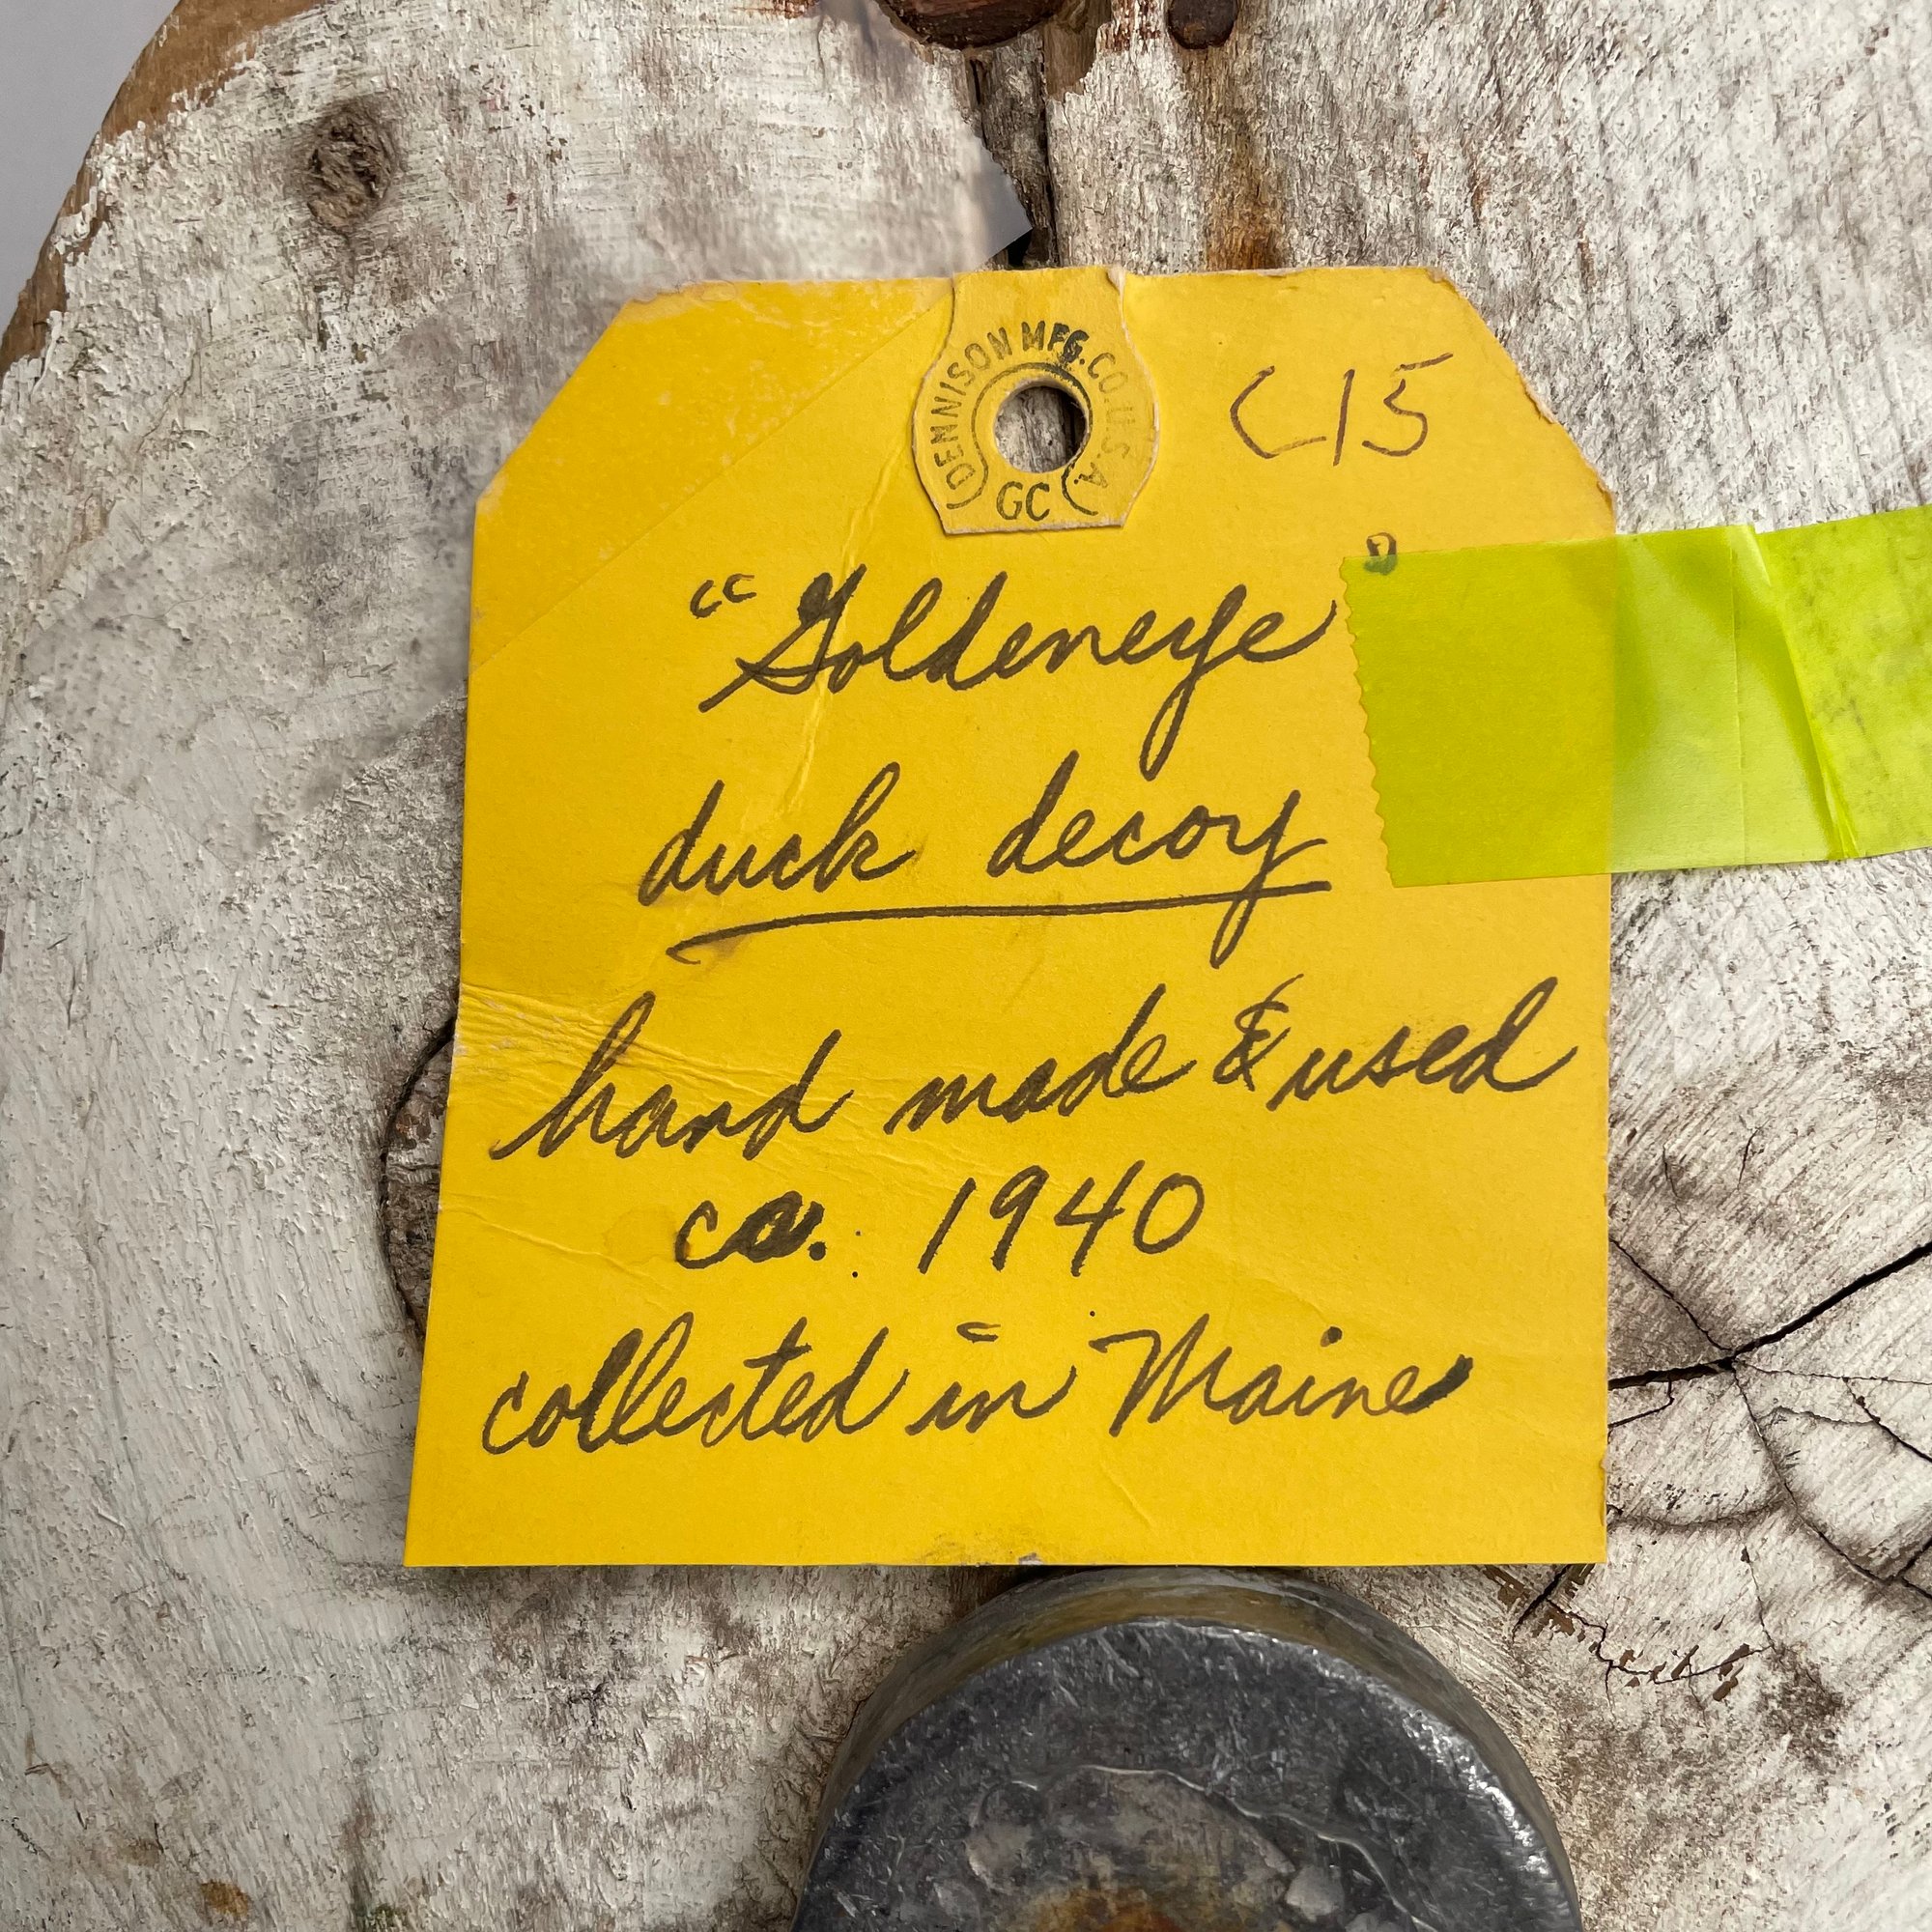 DENNISON MFG. CO. U.S.A.
GC
C15
"Goldeneye"
duck decoy
hand made & used
ca. 1940
collected in Maine